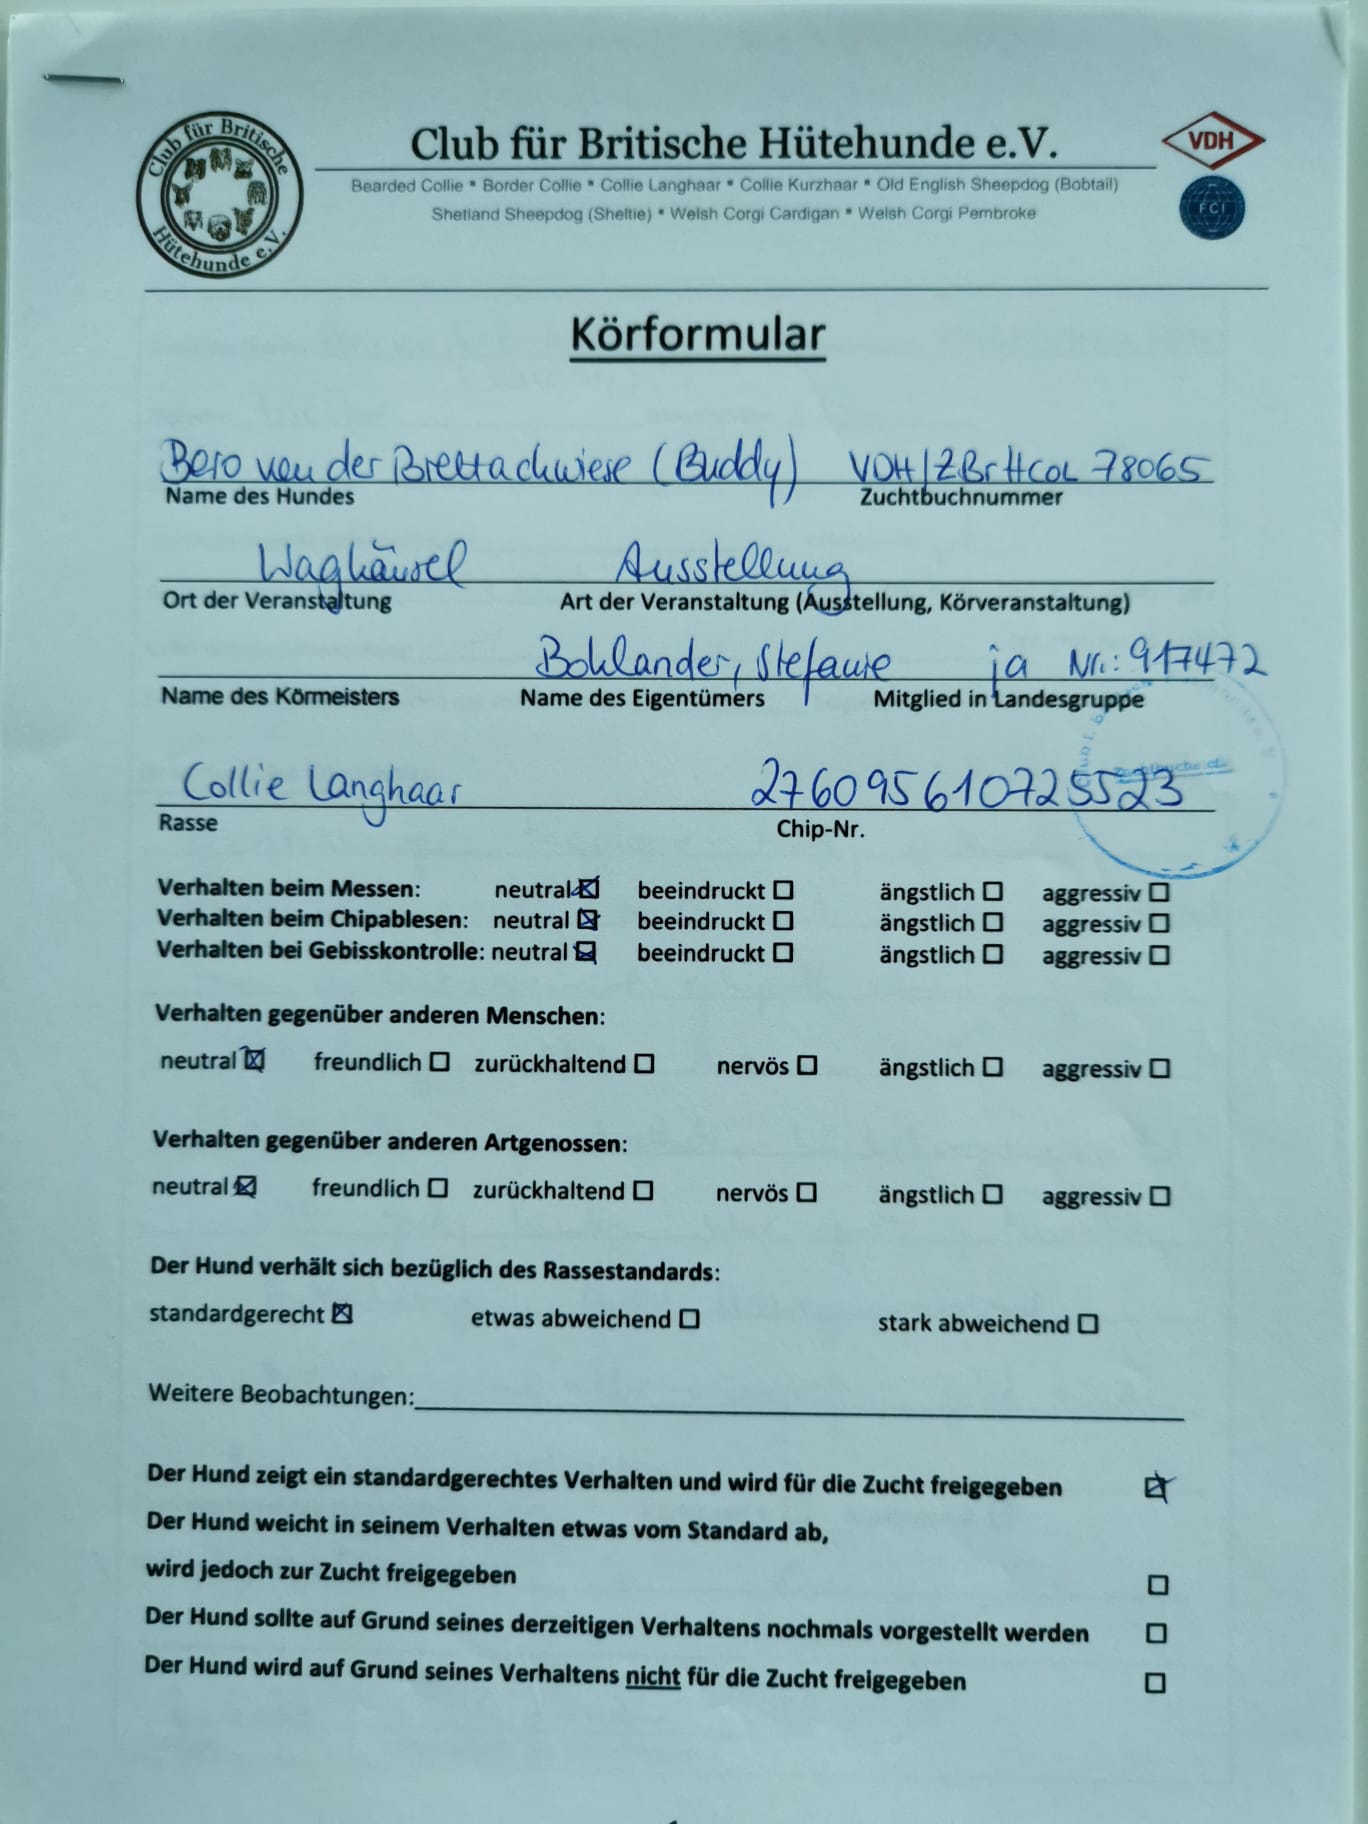 Club für Britische
Hütehunde e.V.
Club für Britische Hütehunde e.V.
VDH
Bearded Collie * Border Collie * Collie Langhaar * Collie Kurzhaar * Old English Sheepdog (Bobtail)
Shetland Sheepdog (Sheltie) * Welsh Corgi Cardigan * Welsh Corgi Pembroke
FCI
Körformular
Bero von der Brettachwiese (Buddy) VDH/ZBrHCOL 78065
Name des Hundes Zuchtbuchnummer
Waghäusel Ausstellung
Ort der Veranstaltung Art der Veranstaltung (Ausstellung, Körveranstaltung)
Bohlander, Stefanie ja Nr.: 917472
Name des Körmeisters Name des Eigentümers Mitglied in Landesgruppe
Collie Langhaar 276095610725523
Rasse Chip-Nr.
Verhalten beim Messen: neutral ☒ beeindruckt ☐ ängstlich ☐ aggressiv ☐
Verhalten beim Chipablesen: neutral ☒ beeindruckt ☐ ängstlich ☐ aggressiv ☐
Verhalten bei Gebisskontrolle: neutral ☒ beeindruckt ☐ ängstlich ☐ aggressiv ☐
Verhalten gegenüber anderen Menschen:
neutral ☒ freundlich ☐ zurückhaltend ☐ nervös ☐ ängstlich ☐ aggressiv ☐
Verhalten gegenüber anderen Artgenossen:
neutral ☒ freundlich ☐ zurückhaltend ☐ nervös ☐ ängstlich ☐ aggressiv ☐
Der Hund verhält sich bezüglich des Rassestandards:
standardgerecht ☒ etwas abweichend ☐ stark abweichend ☐
Weitere Beobachtungen:
Der Hund zeigt ein standardgerechtes Verhalten und wird für die Zucht freigegeben ☒
Der Hund weicht in seinem Verhalten etwas vom Standard ab,
wird jedoch zur Zucht freigegeben ☐
Der Hund sollte auf Grund seines derzeitigen Verhaltens nochmals vorgestellt werden ☐
Der Hund wird auf Grund seines Verhaltens nicht für die Zucht freigegeben ☐